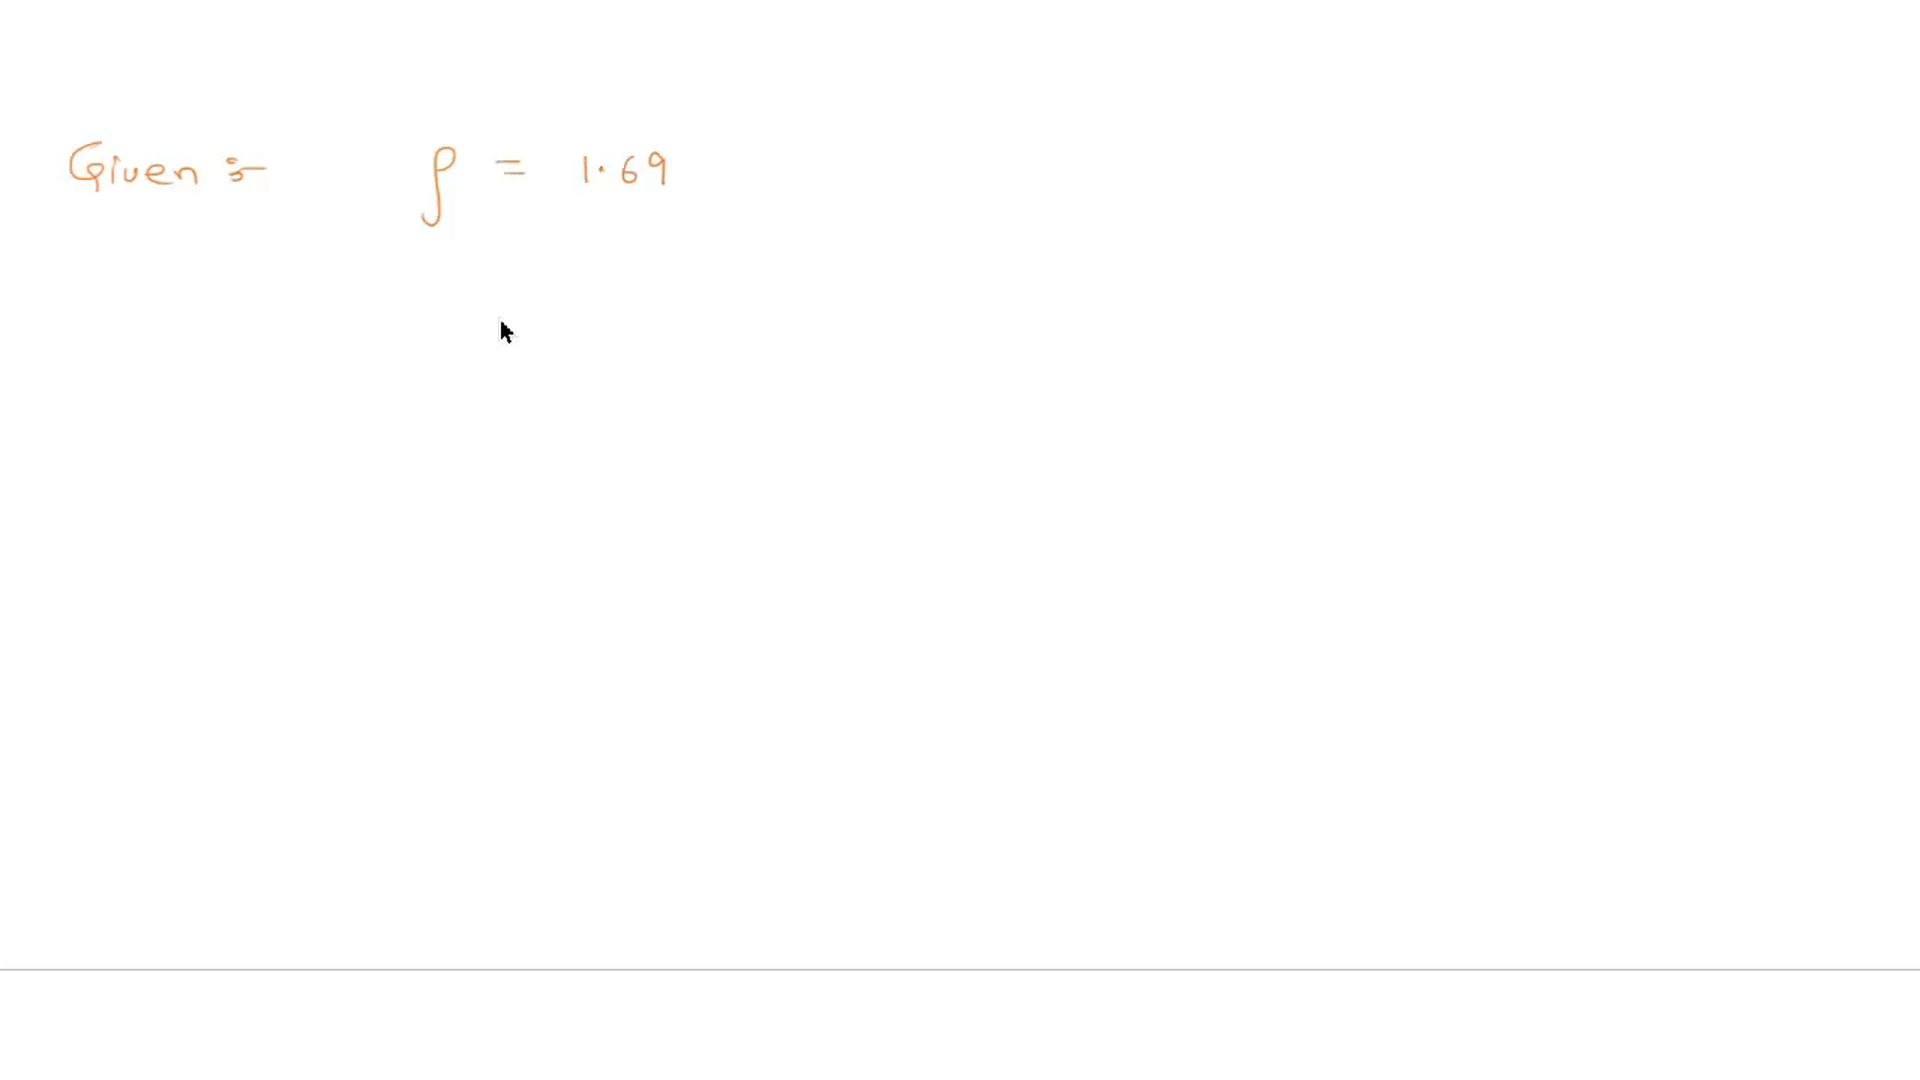 Given :- ρ = 1.69